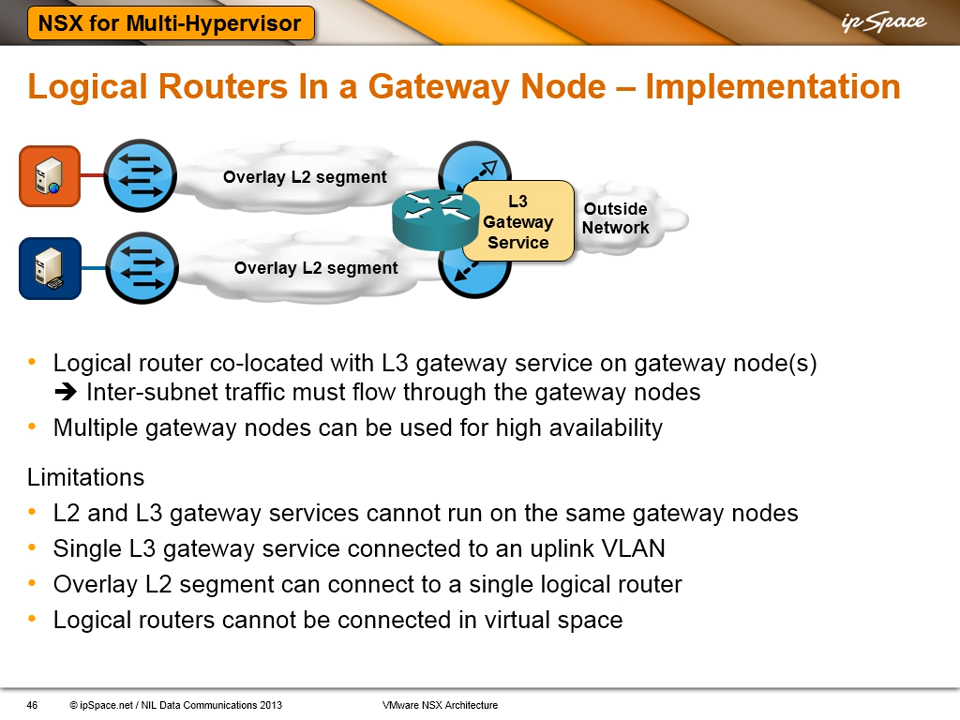 NSX for Multi-Hypervisor
ipSpace
Logical Routers In a Gateway Node – Implementation
Overlay L2 segment
L3
Gateway
Service
Outside
Network
Overlay L2 segment
• Logical router co-located with L3 gateway service on gateway node(s)
➔ Inter-subnet traffic must flow through the gateway nodes
• Multiple gateway nodes can be used for high availability
Limitations
• L2 and L3 gateway services cannot run on the same gateway nodes
• Single L3 gateway service connected to an uplink VLAN
• Overlay L2 segment can connect to a single logical router
• Logical routers cannot be connected in virtual space
46 © ipSpace.net / NIL Data Communications 2013 VMware NSX Architecture